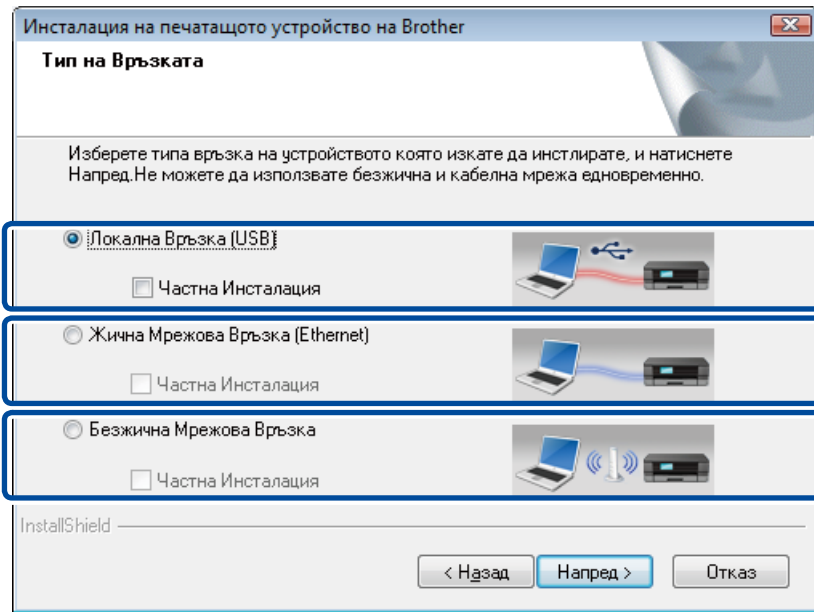 Инсталация на печатащото устройство на Brother
Тип на Връзката
Изберете типа връзка на устройството която изкате да инстлирате, и натиснете
Напред.Не можете да използвате безжична и кабелна мрежа едновременно.
Локална Връзка (USB)
Частна Инсталация
Жична Мрежова Връзка (Ethernet)
Частна Инсталация
Безжична Мрежова Връзка
Частна Инсталация
InstallShield
< Назад Напред > Отказ